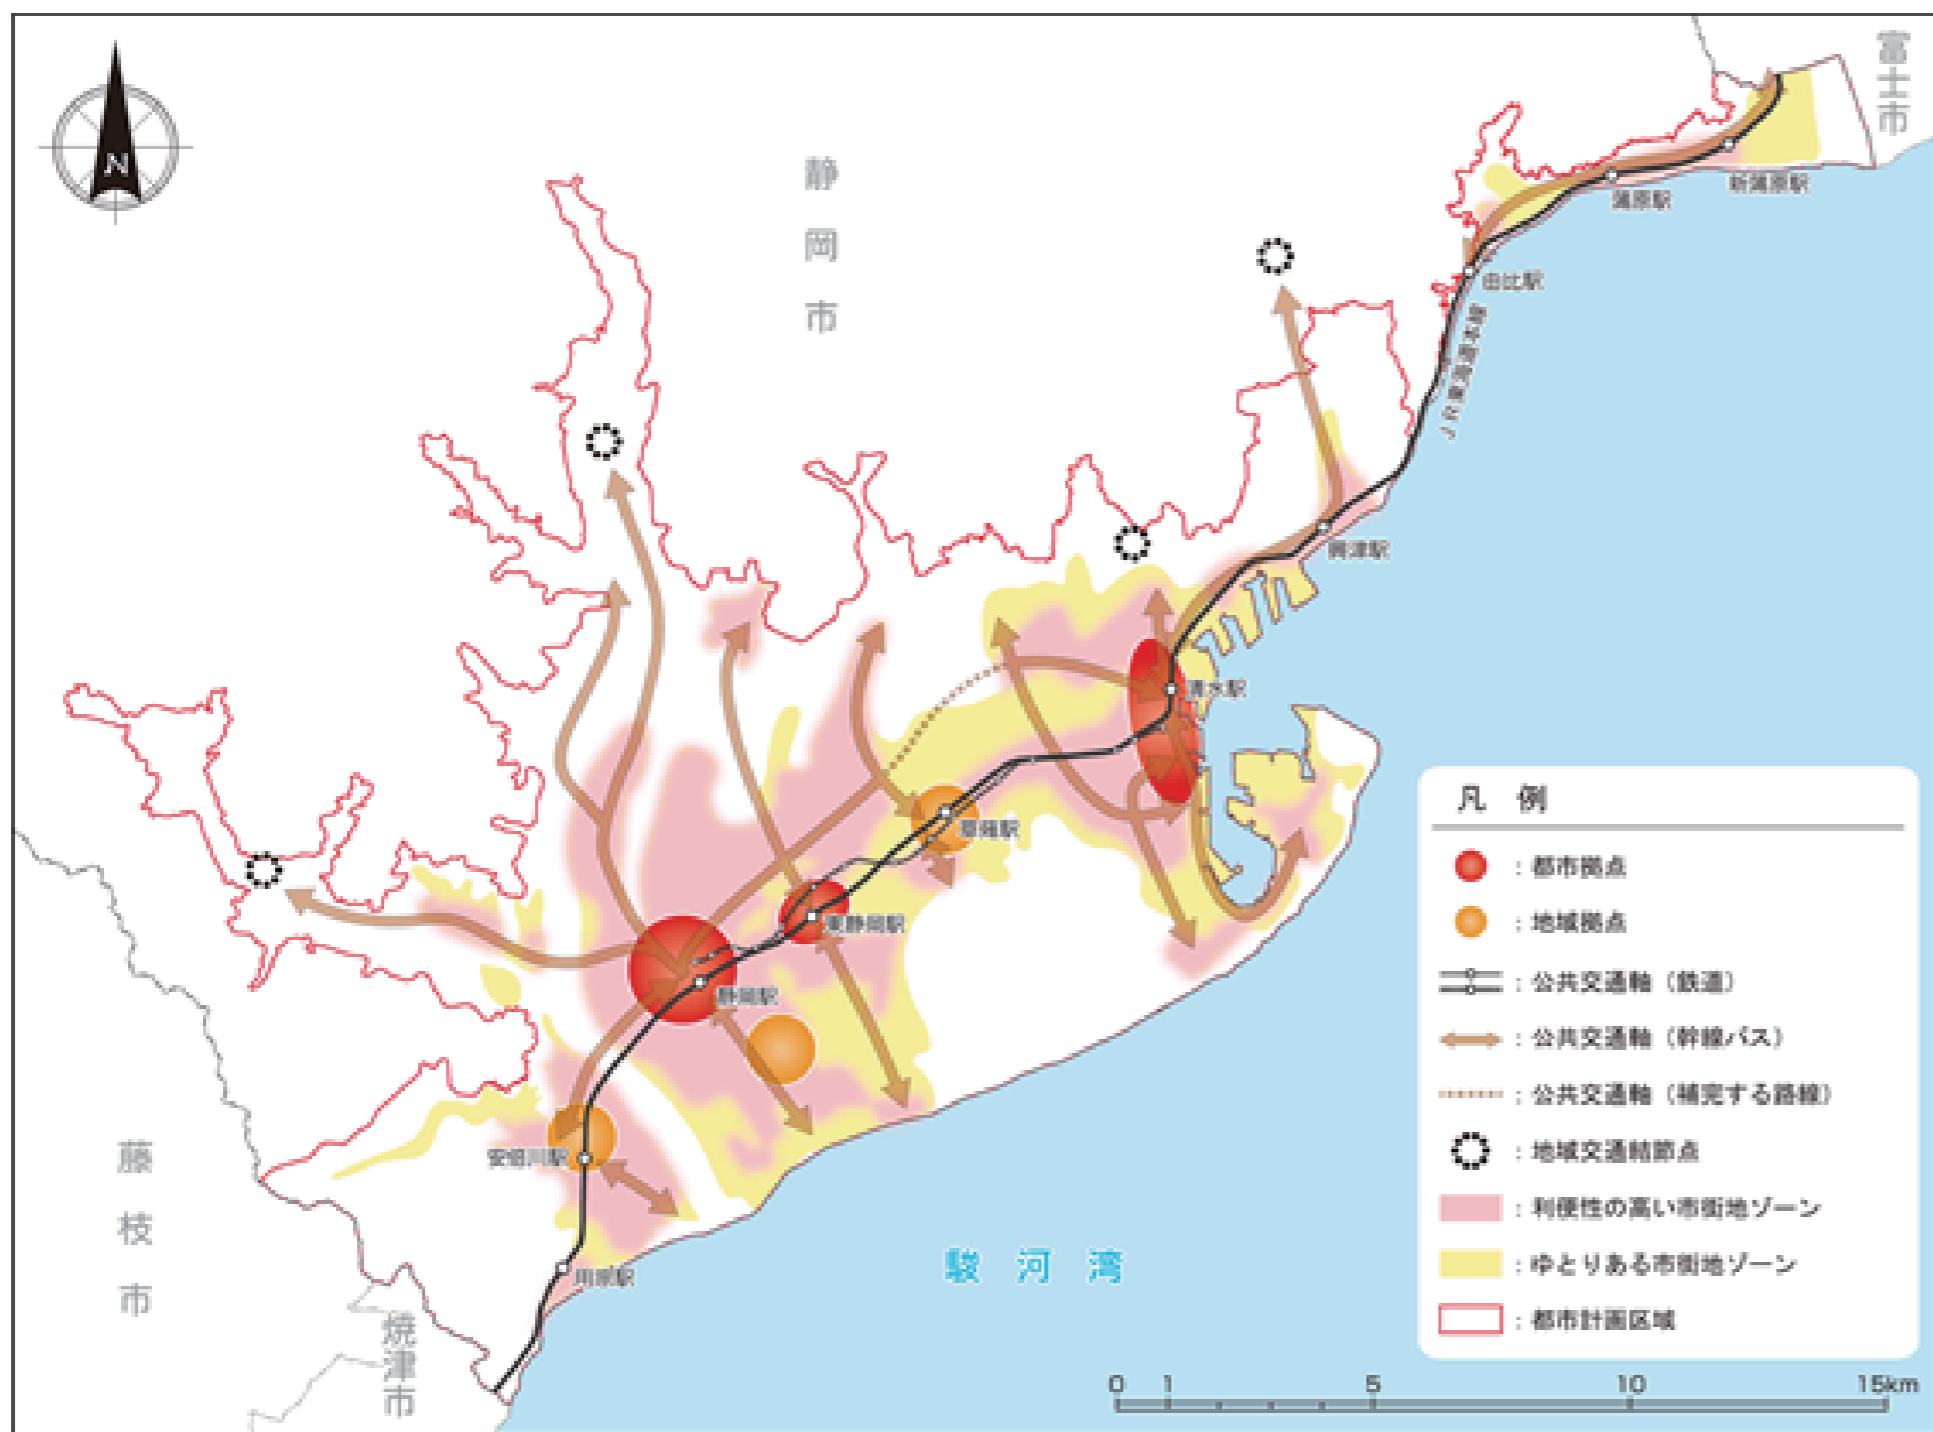 富士市
静岡市
N
新蒲原駅
蒲原駅
由比駅
JR東海道本線
興津駅
清水駅
草薙駅
東静岡駅
静岡駅
安倍川駅
用宗駅
藤枝市
焼津市
駿河湾
凡 例
：都市拠点
：地域拠点
：公共交通軸（鉄道）
：公共交通軸（幹線バス）
：公共交通軸（補完する路線）
：地域交通結節点
：利便性の高い市街地ゾーン
：ゆとりある市街地ゾーン
：都市計画区域
0 1 5 10 15km